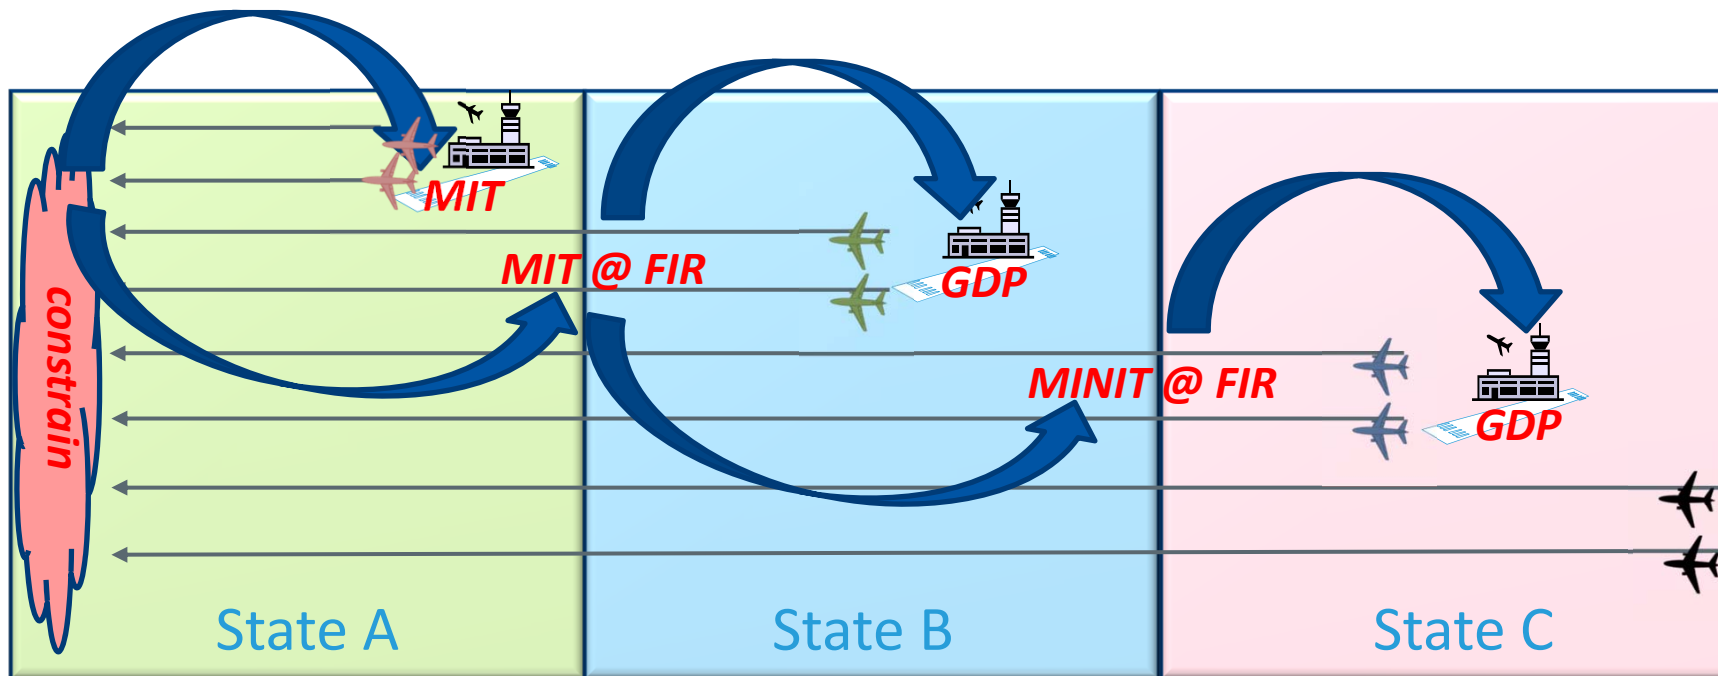 MIT
MIT @ FIR
GDP
constrain
MINIT @ FIR
GDP
State A
State B
State C